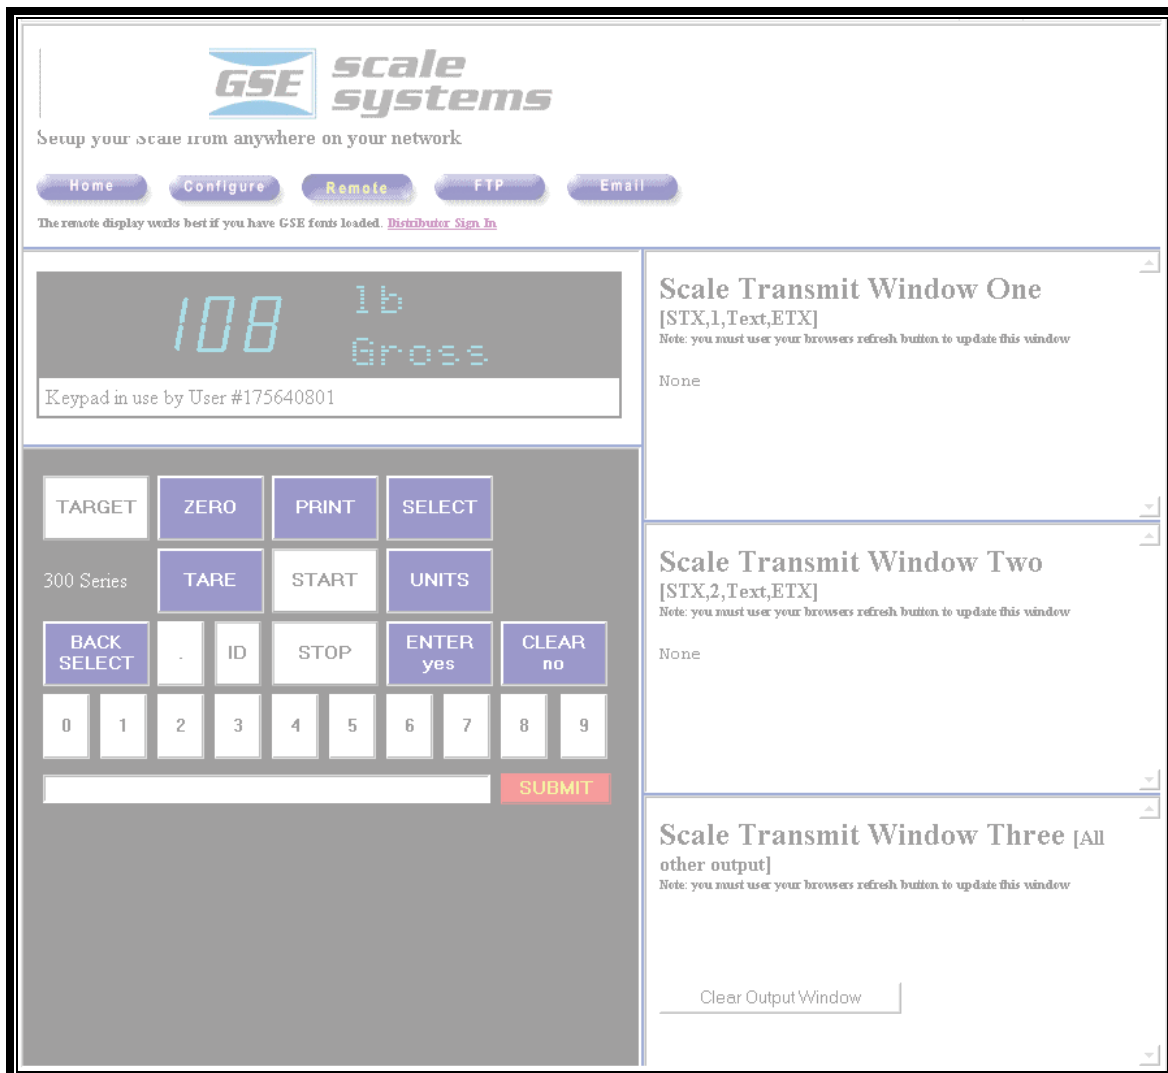 GSE scale
systems
Setup your Scale from anywhere on your network
Home Configure Remote FTP Email
The remote display works best if you have GSE fonts loaded. Distributor Sign In
108 lb
Gross
Keypad in use by User #175640801
TARGET ZERO PRINT SELECT
300 Series TARE START UNITS
BACK SELECT . ID STOP ENTER yes CLEAR no
0 1 2 3 4 5 6 7 8 9
SUBMIT
Scale Transmit Window One
[STX,1,Text,ETX]
Note: you must user your browsers refresh button to update this window
None
Scale Transmit Window Two
[STX,2,Text,ETX]
Note: you must user your browsers refresh button to update this window
None
Scale Transmit Window Three [All
other output]
Note: you must user your browsers refresh button to update this window
Clear Output Window